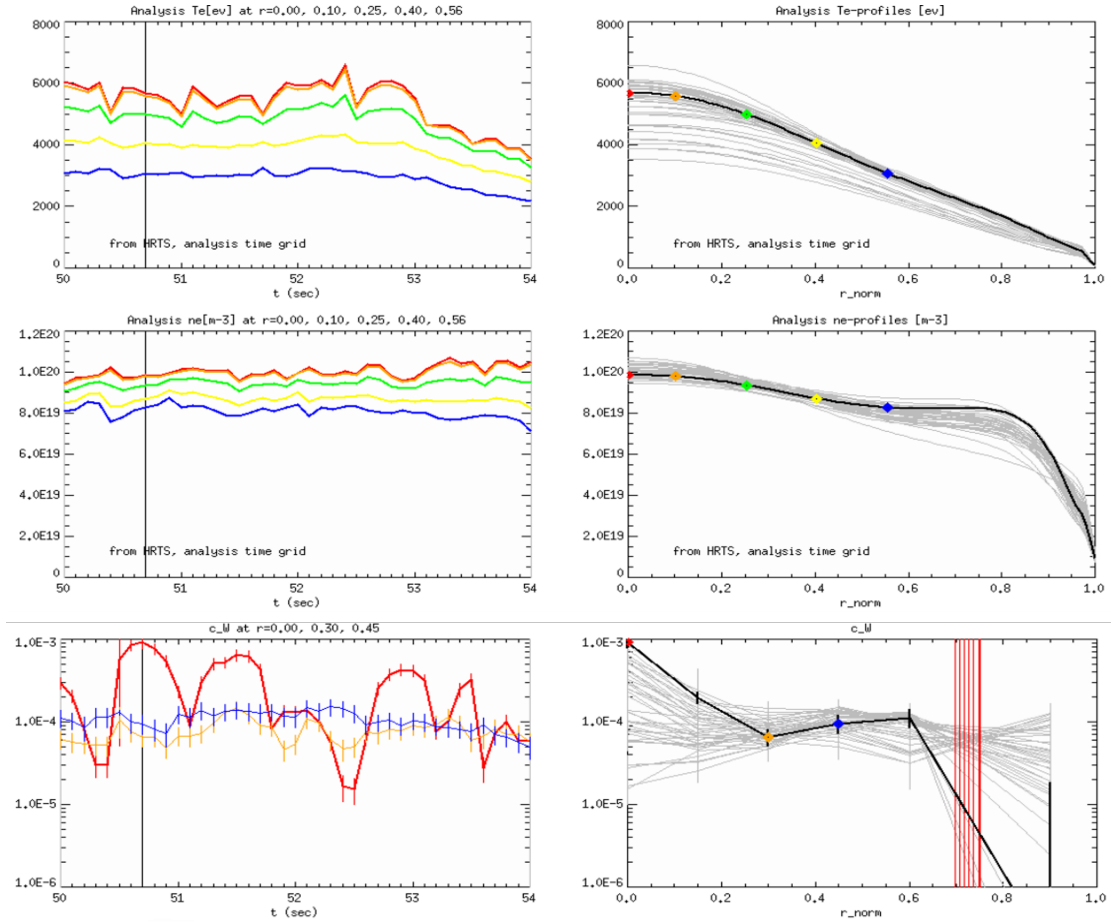 Analysis Te[ev] at r=0.00, 0.10, 0.25, 0.40, 0.56
8000
6000
4000
2000
0
from HRTS, analysis time grid
50 51 52 53 54
t (sec)
Analysis Te-profiles [ev]
8000
6000
4000
2000
0
from HRTS, analysis time grid
0.0 0.2 0.4 0.6 0.8 1.0
r_norm
Analysis ne[m-3] at r=0.00, 0.10, 0.25, 0.40, 0.56
1.2E20
1.0E20
8.0E19
6.0E19
4.0E19
2.0E19
0
from HRTS, analysis time grid
50 51 52 53 54
t (sec)
Analysis ne-profiles [m-3]
1.2E20
1.0E20
8.0E19
6.0E19
4.0E19
2.0E19
0
from HRTS, analysis time grid
0.0 0.2 0.4 0.6 0.8 1.0
r_norm
c_W at r=0.00, 0.30, 0.45
1.0E-3
1.0E-4
1.0E-5
1.0E-6
50 51 52 53 54
t (sec)
c_W
1.0E-3
1.0E-4
1.0E-5
1.0E-6
0.0 0.2 0.4 0.6 0.8 1.0
r_norm